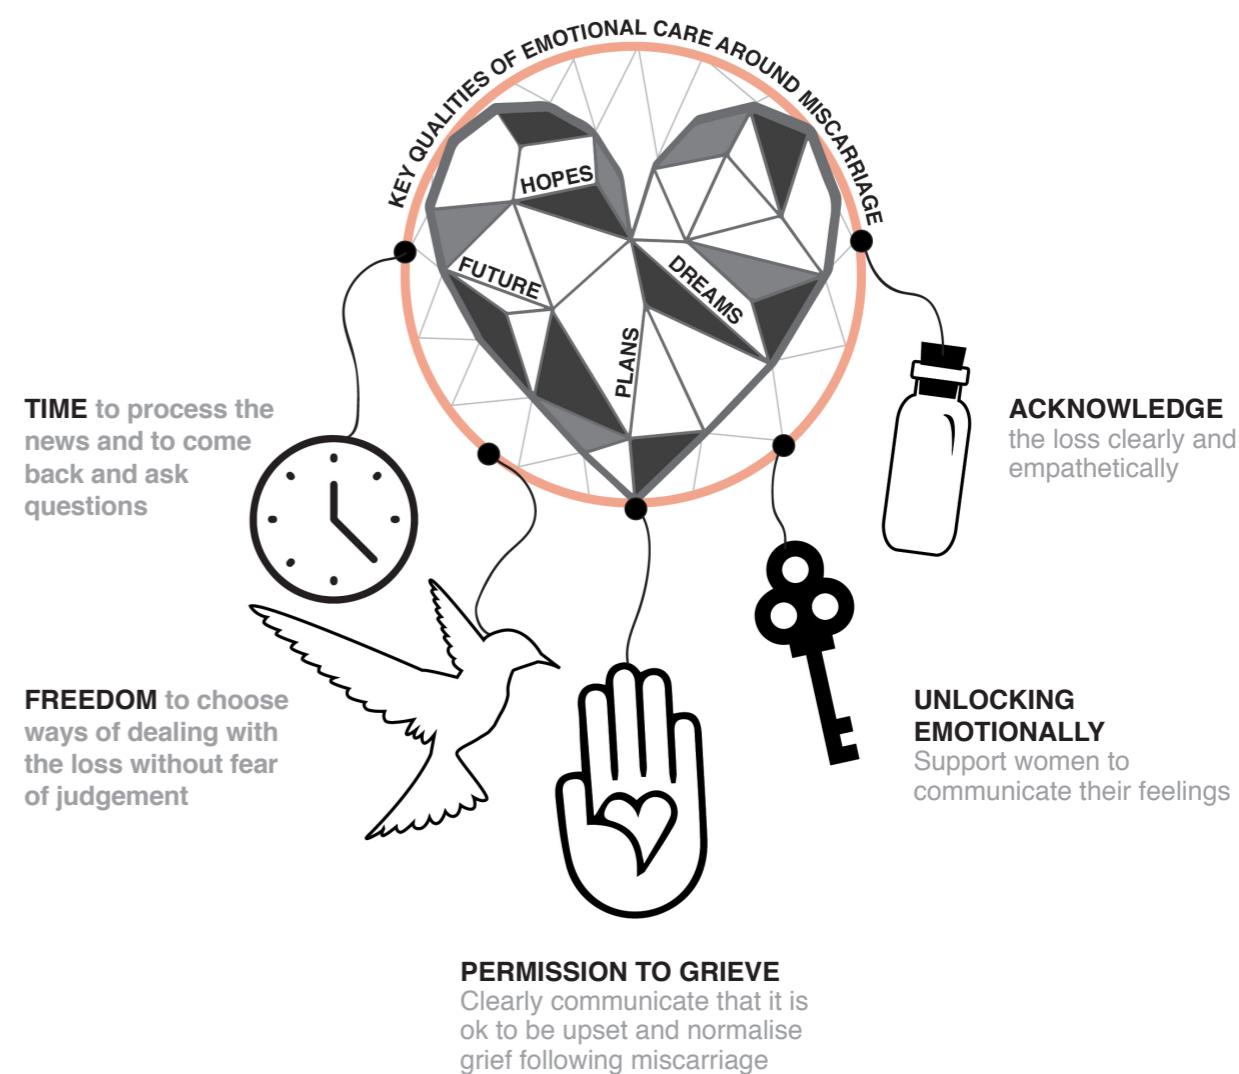 KEY QUALITIES OF EMOTIONAL CARE AROUND MISCARRIAGE
HOPES
FUTURE
DREAMS
PLANS
TIME to process the
news and to come
back and ask
questions
ACKNOWLEDGE
the loss clearly and
empathetically
FREEDOM to choose
ways of dealing with
the loss without fear
of judgement
UNLOCKING
EMOTIONALLY
Support women to
communicate their feelings
PERMISSION TO GRIEVE
Clearly communicate that it is
ok to be upset and normalise
grief following miscarriage